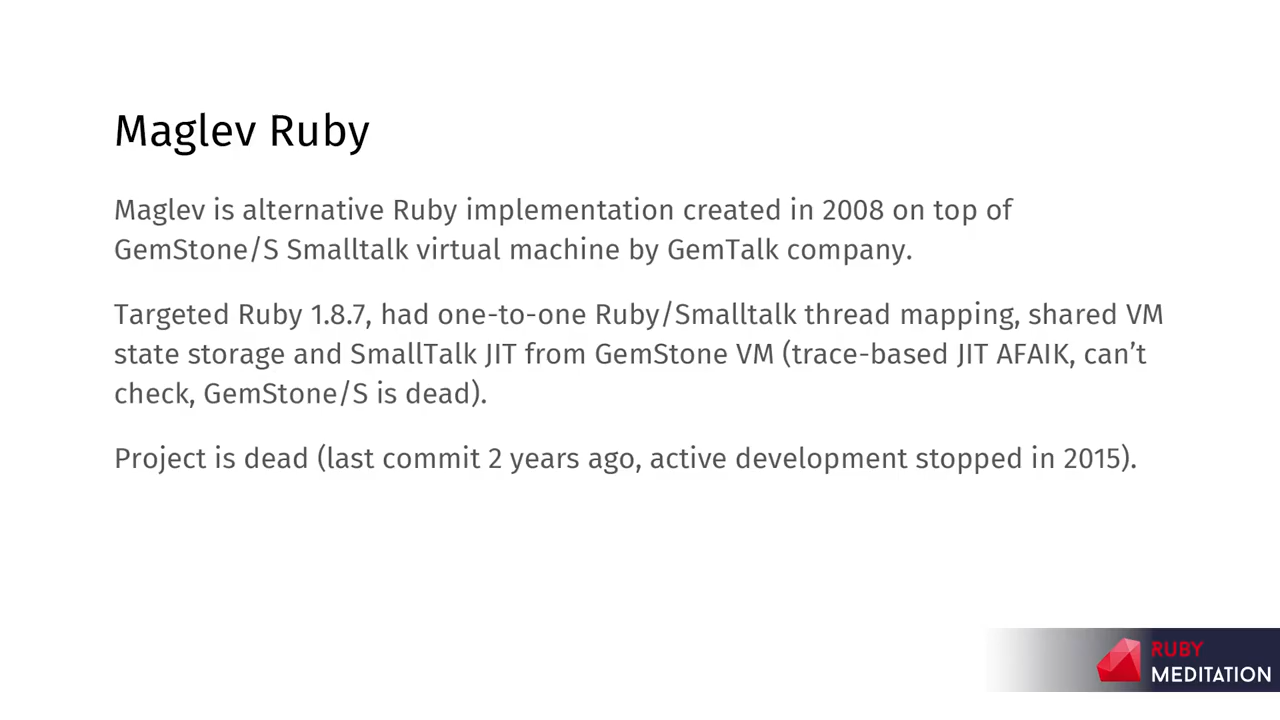 Maglev Ruby
Maglev is alternative Ruby implementation created in 2008 on top of
GemStone/S Smalltalk virtual machine by GemTalk company.
Targeted Ruby 1.8.7, had one-to-one Ruby/Smalltalk thread mapping, shared VM
state storage and SmallTalk JIT from GemStone VM (trace-based JIT AFAIK, can’t
check, GemStone/S is dead).
Project is dead (last commit 2 years ago, active development stopped in 2015).
RUBY
MEDITATION